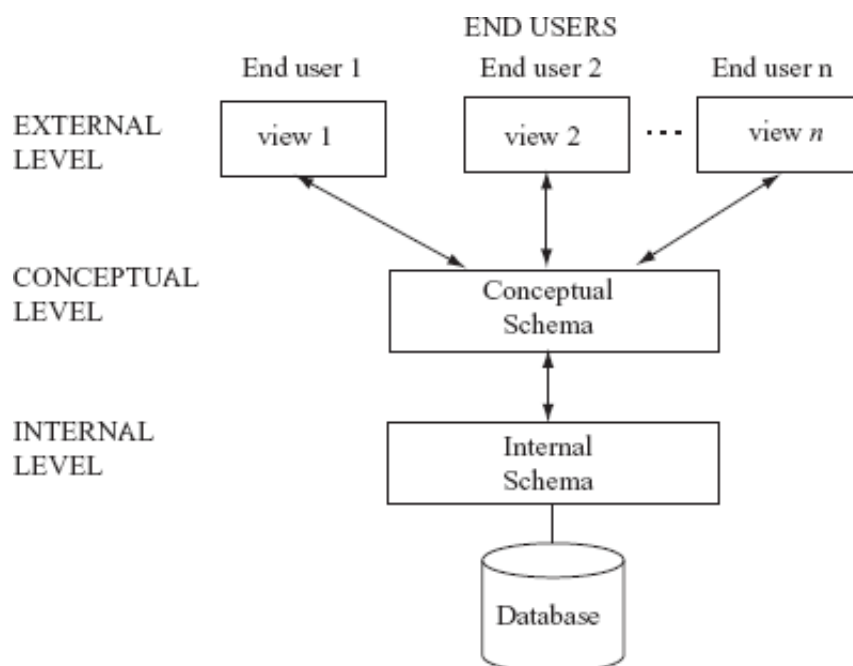 END USERS
End user 1
End user 2
End user n
EXTERNAL
LEVEL
view 1
view 2
view n
CONCEPTUAL
LEVEL
Conceptual
Schema
INTERNAL
LEVEL
Internal
Schema
Database